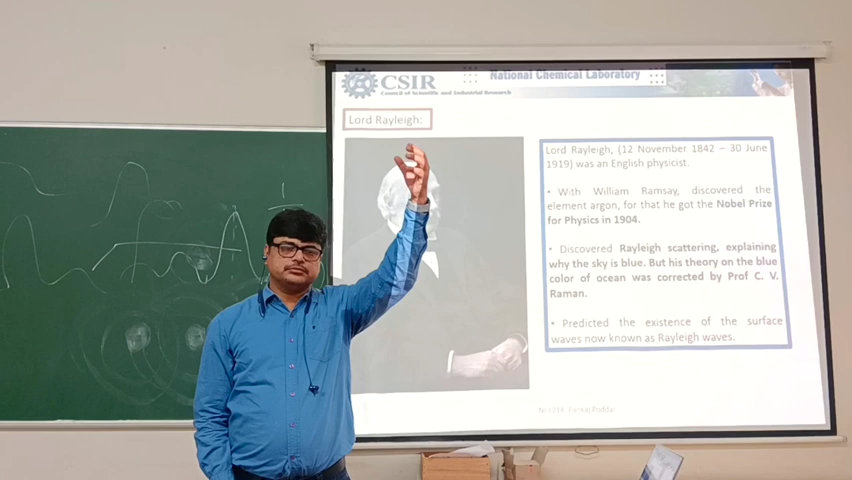 CSIR
Council of Scientific and Industrial Research
National Chemical Laboratory
Lord Rayleigh:
Lord Rayleigh, (12 November 1842 – 30 June
1919) was an English physicist.
• With William Ramsay, discovered the
element argon, for that he got the Nobel Prize
for Physics in 1904.
• Discovered Rayleigh scattering, explaining
why the sky is blue. But his theory on the blue
color of ocean was corrected by Prof C. V.
Raman.
• Predicted the existence of the surface
waves now known as Rayleigh waves.
Pankaj Poddar
1